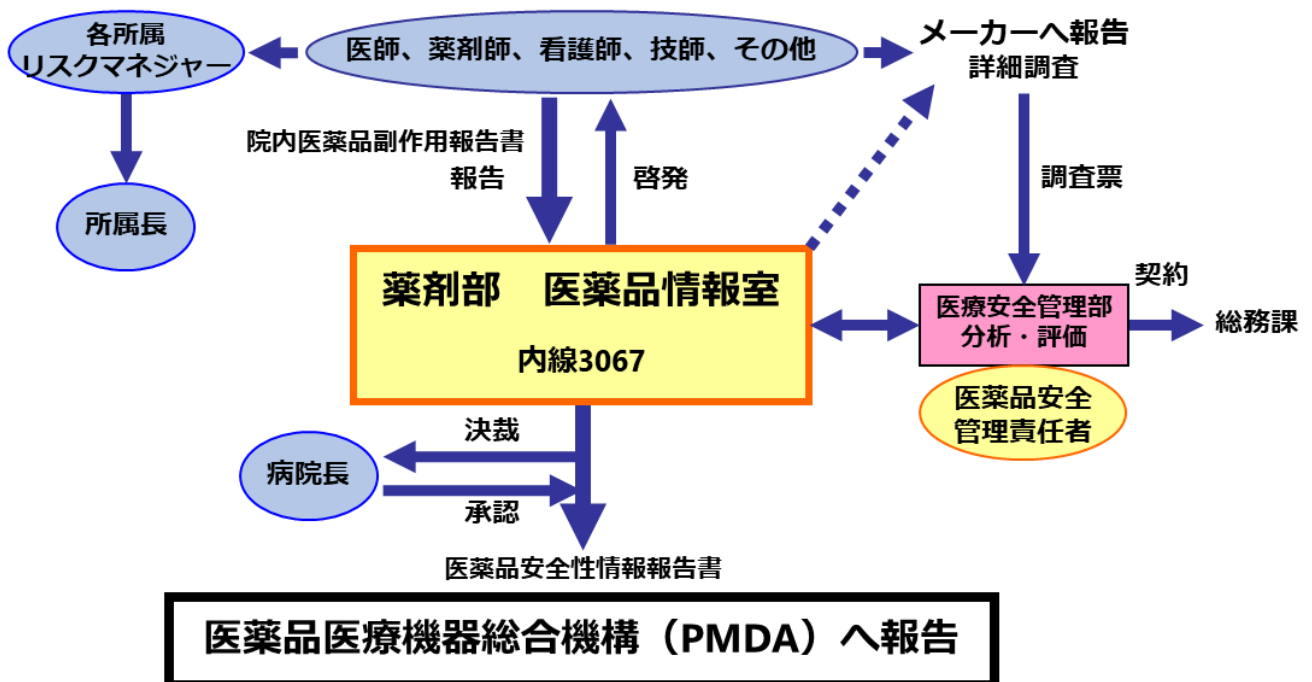 各所属
リスクマネジャー
医師、薬剤師、看護師、技師、その他
メーカーへ報告
詳細調査
院内医薬品副作用報告書
報告
啓発
調査票
所属長
薬剤部　医薬品情報室
内線3067
医療安全管理部
分析・評価
契約
総務課
医薬品安全
管理責任者
決裁
病院長
承認
医薬品安全性情報報告書
医薬品医療機器総合機構（PMDA）へ報告